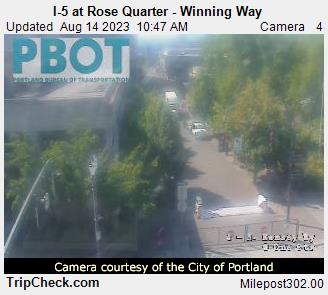 I-5 at Rose Quarter - Winning Way
Updated Aug 14 2023 10:47 AM Camera 4
PBOT
PORTLAND BUREAU OF TRANSPORTATION
Camera courtesy of the City of Portland
TripCheck.com Milepost302.00